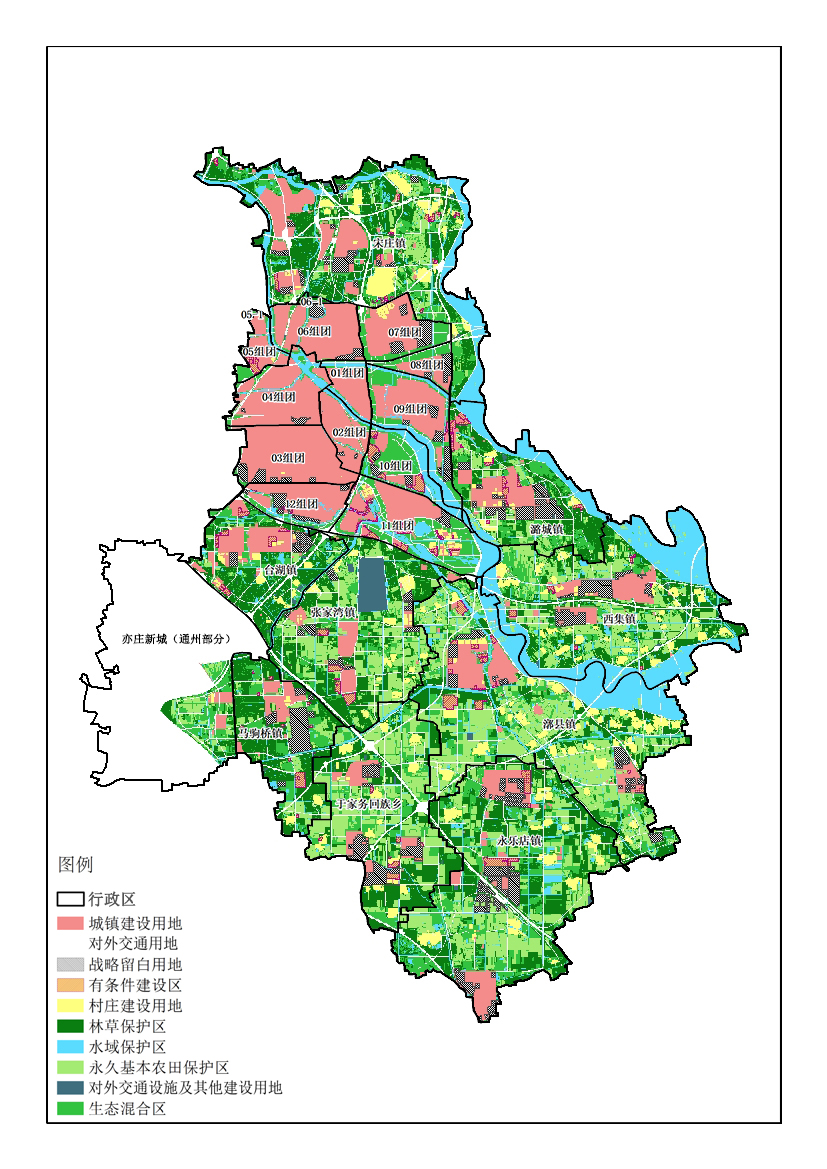 宋庄镇
06-1
05-1
06组团
07组团
05组团
08组团
01组团
04组团
09组团
02组团
03组团
10组团
12组团
11组团
潞城镇
台湖镇
张家湾镇
西集镇
亦庄新城（通州部分）
漷县镇
马驹桥镇
于家务回族乡
永乐店镇
图例
行政区
城镇建设用地
对外交通用地
战略留白用地
有条件建设区
村庄建设用地
林草保护区
水域保护区
永久基本农田保护区
对外交通设施及其他建设用地
生态混合区